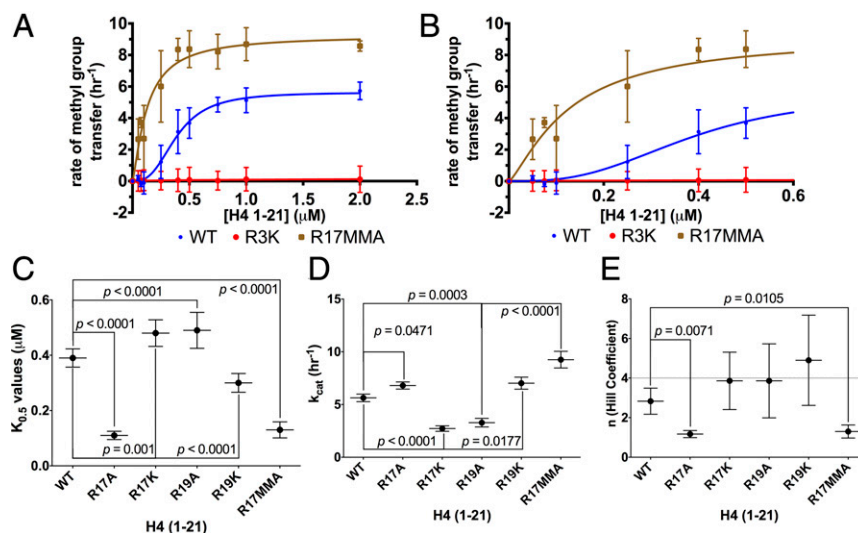 A
rate of methyl group
transfer (hr-1)
10
8
6
4
2
0
-2
0.5
1.0
1.5
2.0
2.5
[H4 1-21] (μM)
WT R3K R17MMA
B
rate of methyl group
transfer (hr-1)
10
8
6
4
2
0
-2
0.2
0.4
0.6
[H4 1-21] (μM)
WT R3K R17MMA
C
K0.5 values (μM)
0.6
0.4
0.2
0.0
p < 0.0001
p < 0.0001
p < 0.0001
p = 0.001
p < 0.0001
WT
R17A
R17K
R19A
R19K
R17MMA
H4 (1-21)
D
kcat (hr-1)
15
10
5
0
p = 0.0003
p < 0.0001
p = 0.0471
p < 0.0001
p = 0.0177
WT
R17A
R17K
R19A
R19K
R17MMA
H4 (1-21)
E
n (Hill Coefficient)
8
6
4
2
0
p = 0.0105
p = 0.0071
WT
R17A
R17K
R19A
R19K
R17MMA
H4 (1-21)